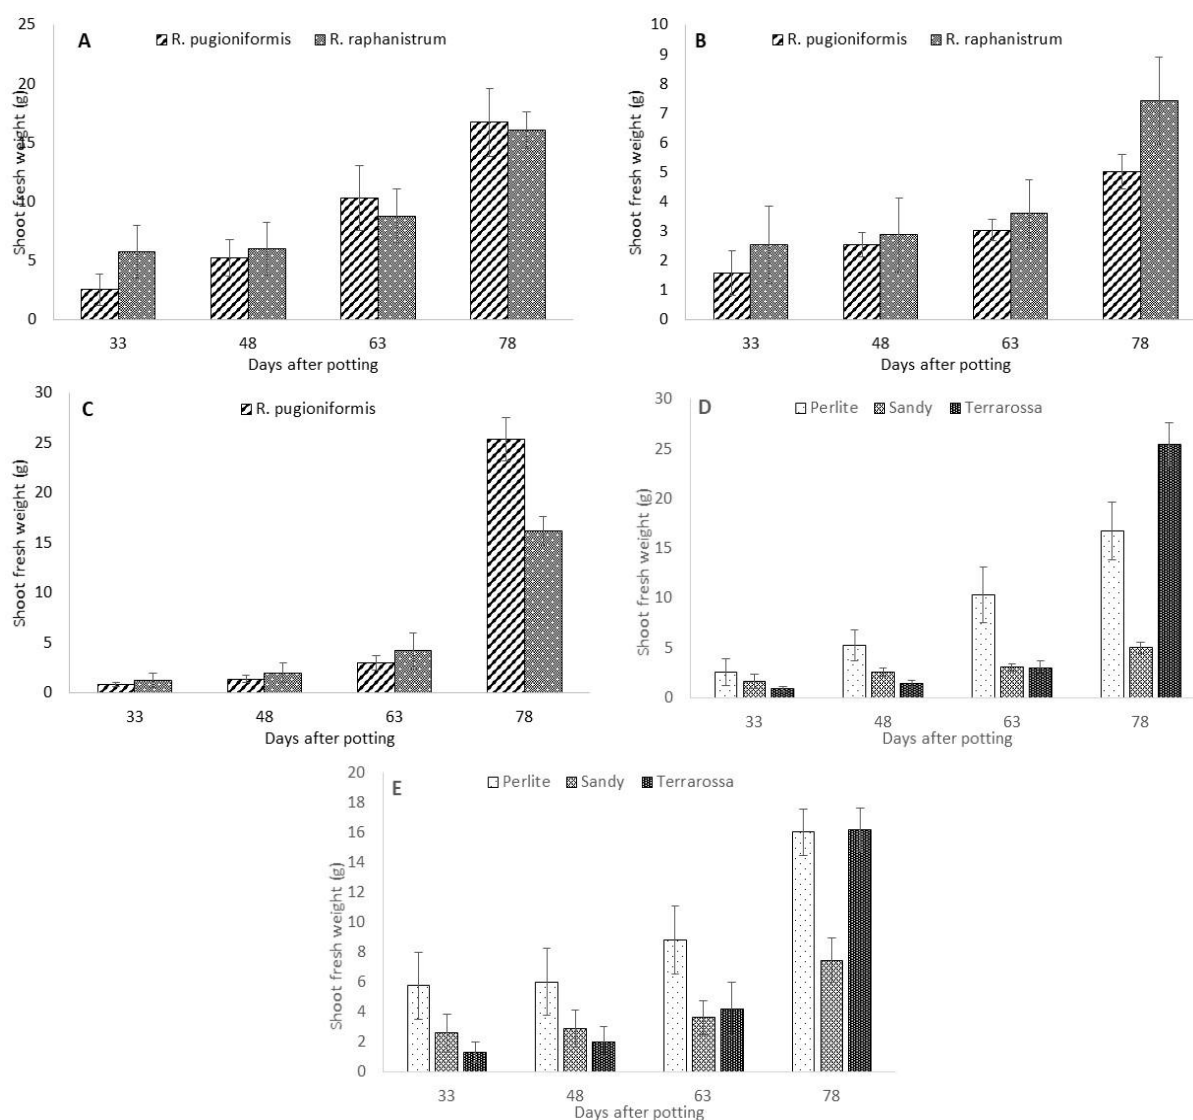 A
R. pugioniformis R. raphanistrum
Shoot fresh weight (g)
25
20
15
10
5
0
33 48 63 78
Days after potting
B
R. pugioniformis R. raphanistrum
Shoot fresh weight (g)
10
9
8
7
6
5
4
3
2
1
0
33 48 63 78
Days after potting
C
R. pugioniformis
Shoot fresh weight (g)
30
25
20
15
10
5
0
33 48 63 78
Days after potting
D
Perlite Sandy Terrarossa
Shoot fresh weight (g)
30
25
20
15
10
5
0
33 48 63 78
Days after potting
E
Perlite Sandy Terrarossa
Shoot fresh weight (g)
20
18
16
14
12
10
8
6
4
2
0
33 48 63 78
Days after potting